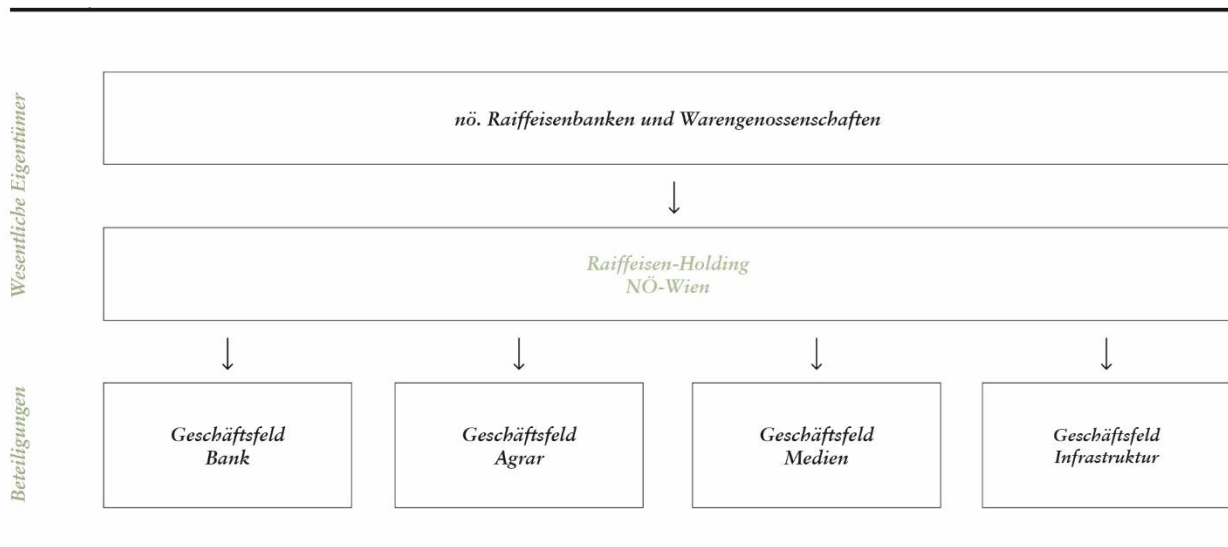 Wesentliche Eigentümer
nö. Raiffeisenbanken und Warengenossenschaften
Raiffeisen-Holding
NÖ-Wien
Beteiligungen
Geschäftsfeld
Bank
Geschäftsfeld
Agrar
Geschäftsfeld
Medien
Geschäftsfeld
Infrastruktur